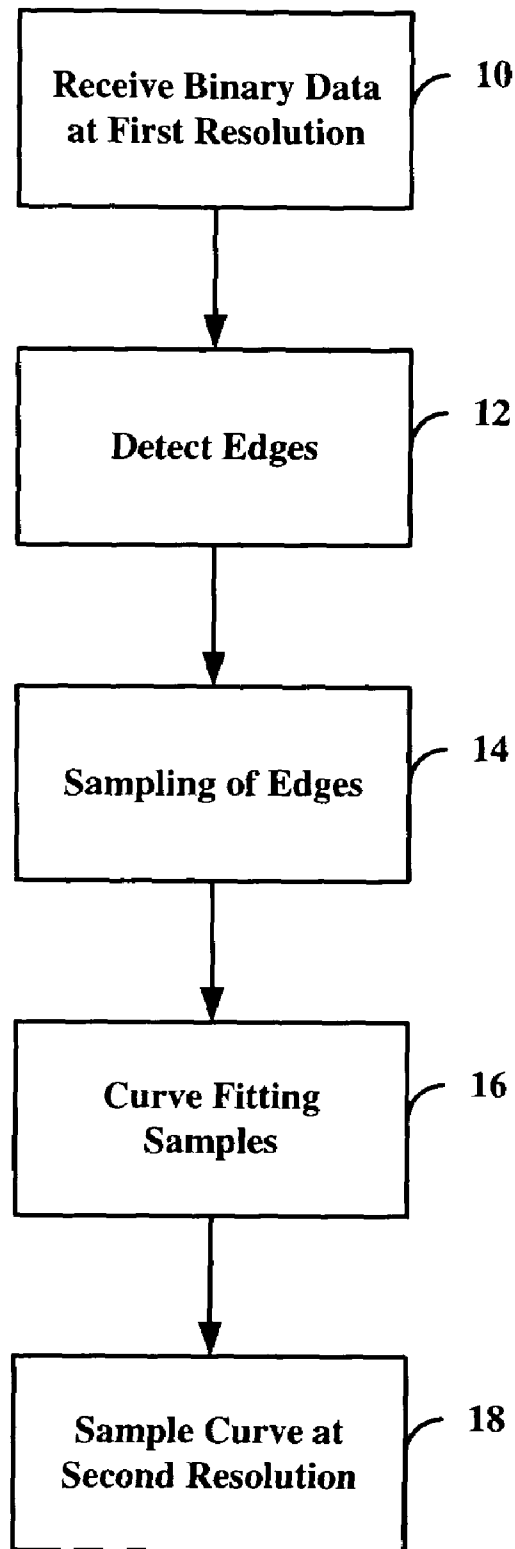 Receive Binary Data
at First Resolution
10
Detect Edges
12
Sampling of Edges
14
Curve Fitting
Samples
16
Sample Curve at
Second Resolution
18